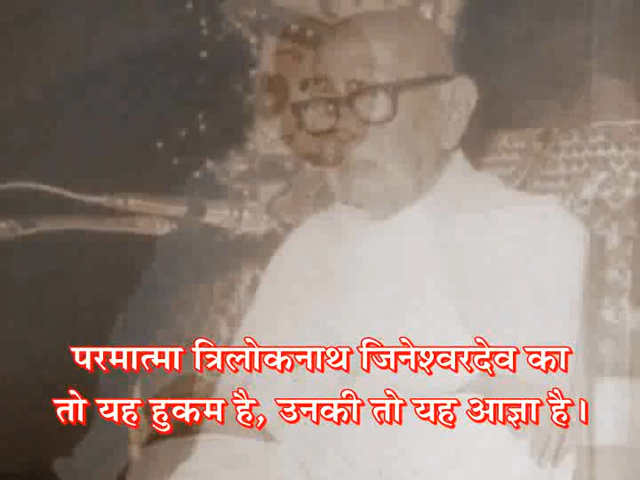 परमात्मा त्रिलोकनाथ जिनेश्वरदेव का
तो यह हुकम है, उनकी तो यह आज्ञा है।